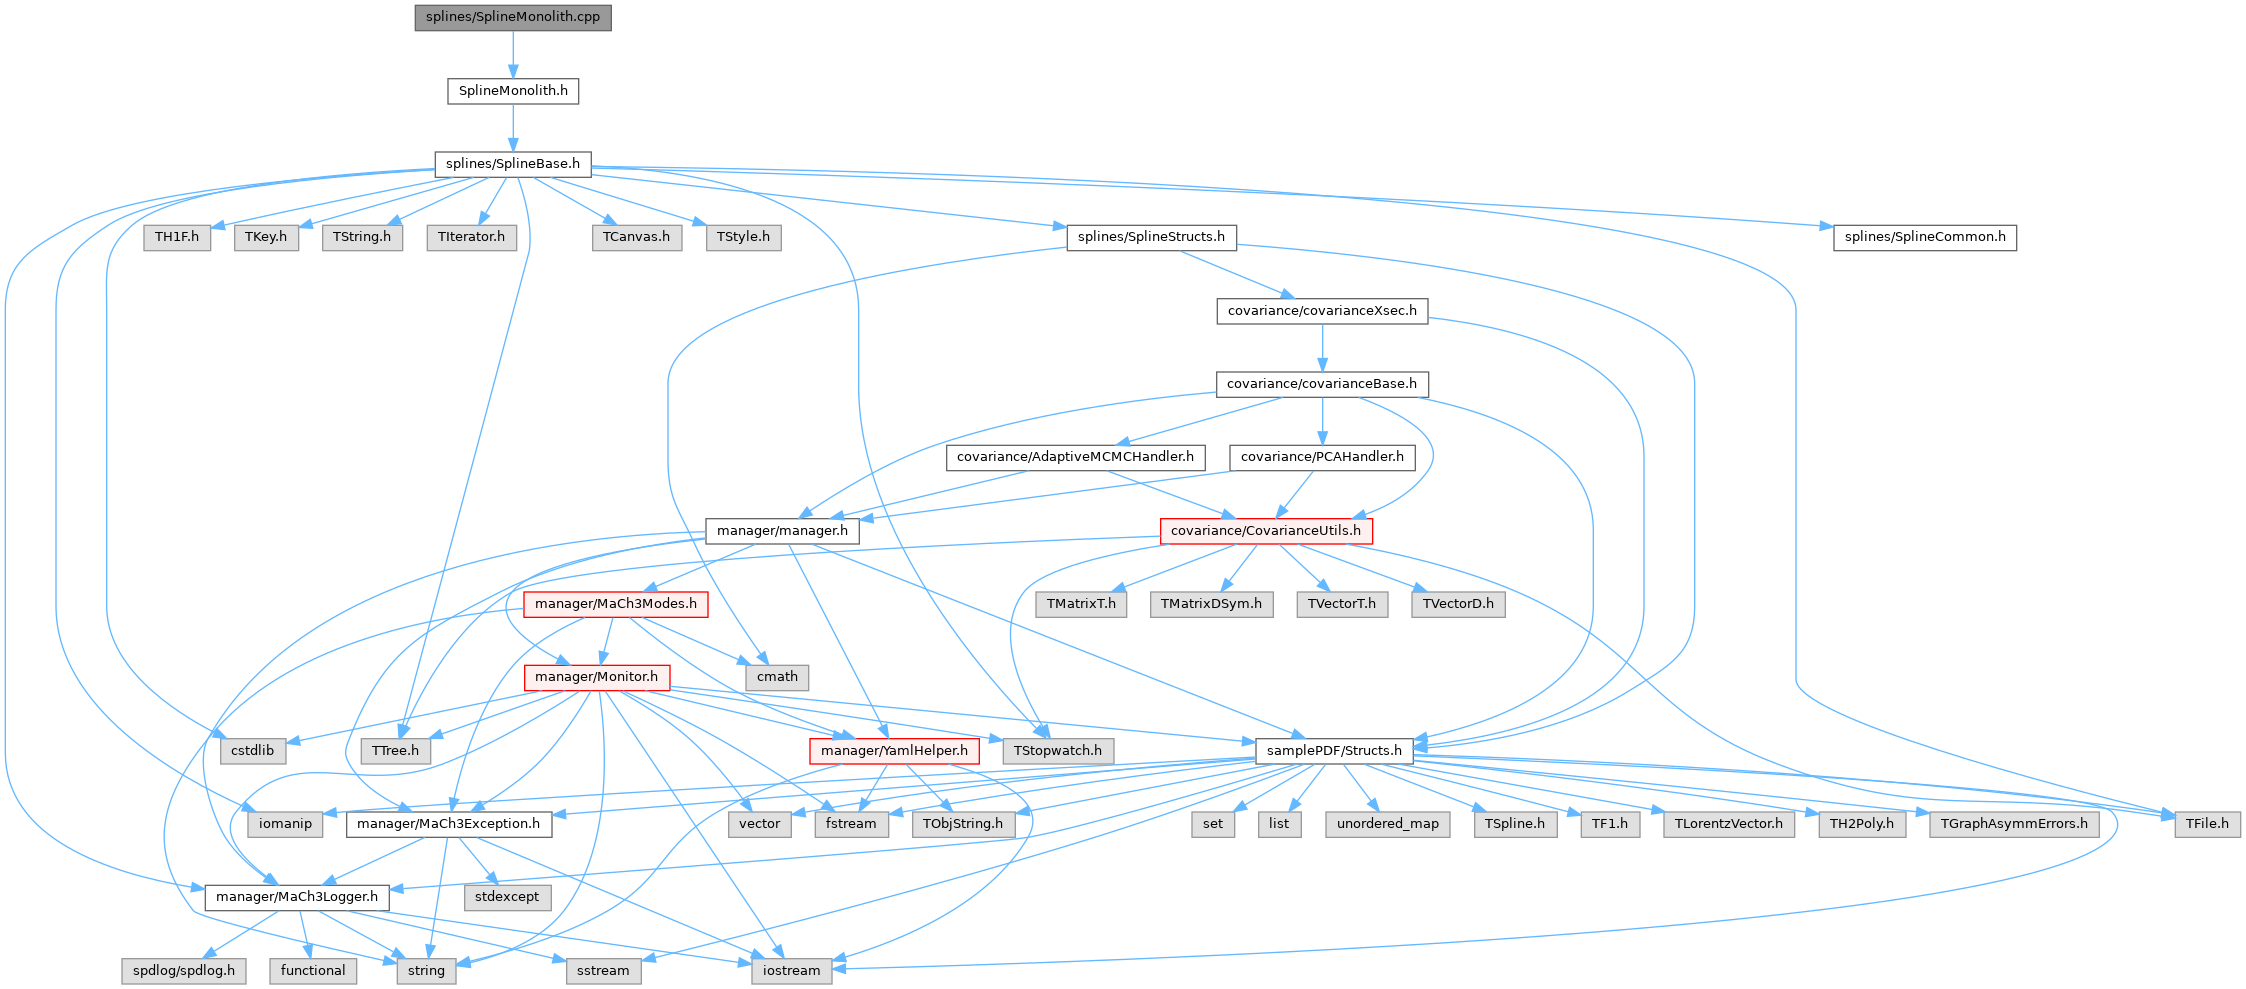 splines/SplineMonolith.cpp
SplineMonolith.h
splines/SplineBase.h
TH1F.h
TKey.h
TString.h
TIterator.h
TCanvas.h
TStyle.h
splines/SplineStructs.h
splines/SplineCommon.h
covariance/covarianceXsec.h
covariance/covarianceBase.h
covariance/AdaptiveMCMCHandler.h
covariance/PCAHandler.h
manager/manager.h
covariance/CovarianceUtils.h
manager/MaCh3Modes.h
TMatrixT.h
TMatrixDSym.h
TVectorT.h
TVectorD.h
manager/Monitor.h
cmath
cstdlib
TTree.h
manager/YamlHelper.h
TStopwatch.h
samplePDF/Structs.h
iomanip
manager/MaCh3Exception.h
vector
fstream
TObjString.h
set
list
unordered_map
TSpline.h
TF1.h
TLorentzVector.h
TH2Poly.h
TGraphAsymmErrors.h
TFile.h
manager/MaCh3Logger.h
stdexcept
spdlog/spdlog.h
functional
string
sstream
iostream